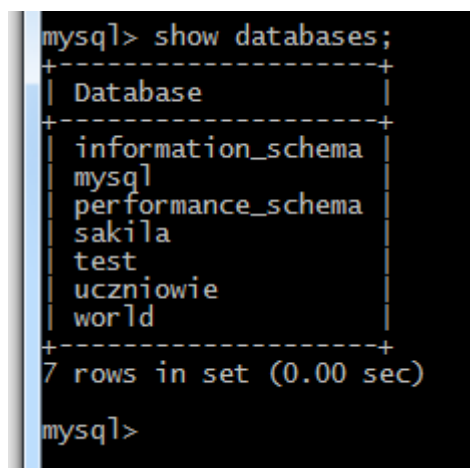 mysql> show databases;
+--------------------+
| Database           |
+--------------------+
| information_schema |
| mysql              |
| performance_schema |
| sakila             |
| test               |
| uczniowie          |
| world              |
+--------------------+
7 rows in set (0.00 sec)
mysql>